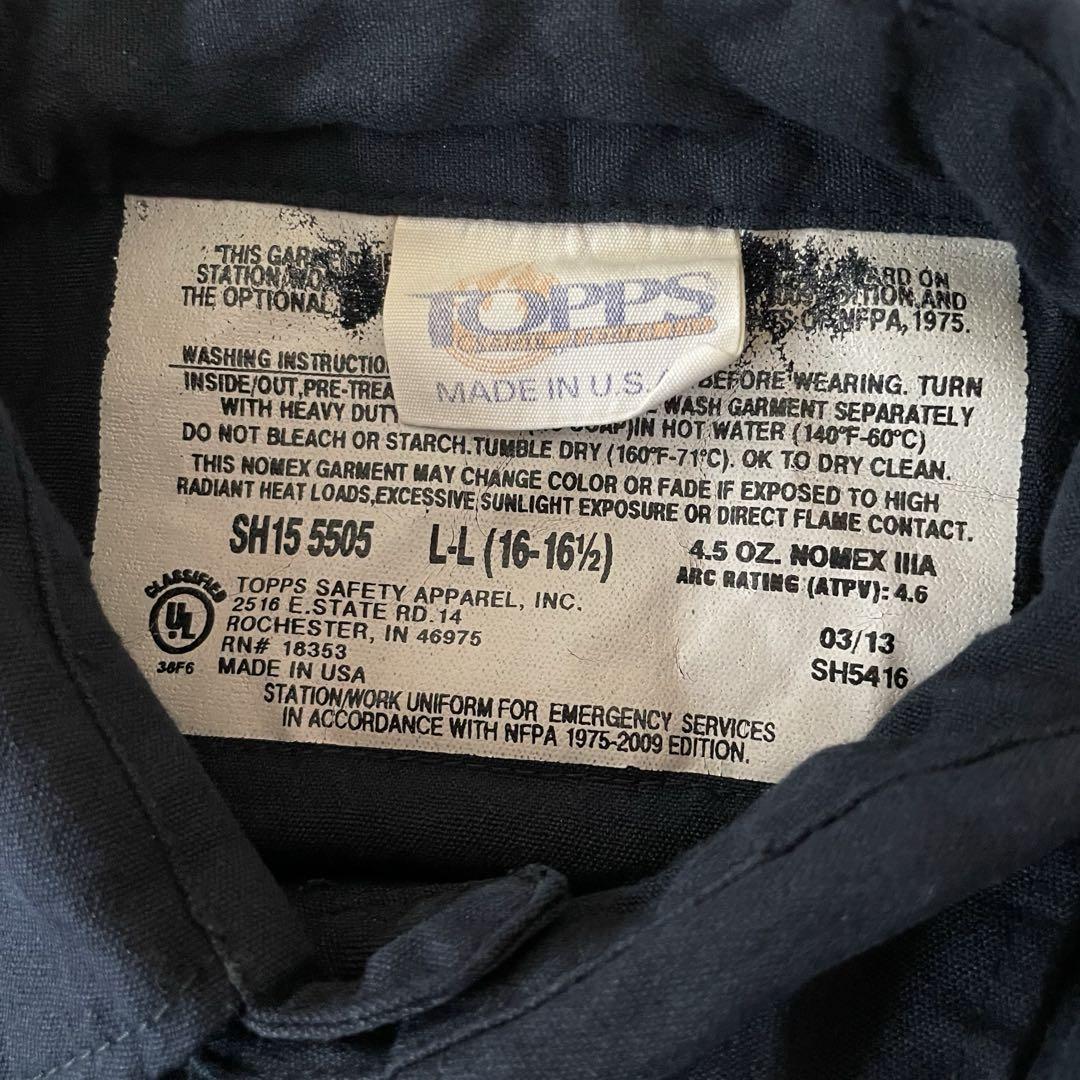 "THIS GARMENT
ARD ON
STATION/WO
EDITION, AND
THE OPTIONAL
OF NFPA, 1975.
TOPPS
MADE IN U.S.A
WASHING INSTRUCTIO
BEFORE WEARING. TURN
INSIDE/OUT, PRE-TREA
WASH GARMENT SEPARATELY
WITH HEAVY DUTY
SOAP)IN HOT WATER (140°F-60°C)
DO NOT BLEACH OR STARCH. TUMBLE DRY (160°F-71°C). OK TO DRY CLEAN.
THIS NOMEX GARMENT MAY CHANGE COLOR OR FADE IF EXPOSED TO HIGH
RADIANT HEAT LOADS, EXCESSIVE SUNLIGHT EXPOSURE OR DIRECT FLAME CONTACT.
SH15 5505 L-L (16-16½) 4.5 OZ. NOMEX IIIA
ARC RATING (ATPV): 4.6
CLASSIFIED
UL
36F6
TOPPS SAFETY APPAREL, INC.
2516 E. STATE RD. 14
ROCHESTER, IN 46975
RN# 18353
MADE IN USA
03/13
SH5416
STATION/WORK UNIFORM FOR EMERGENCY SERVICES
IN ACCORDANCE WITH NFPA 1975-2009 EDITION.